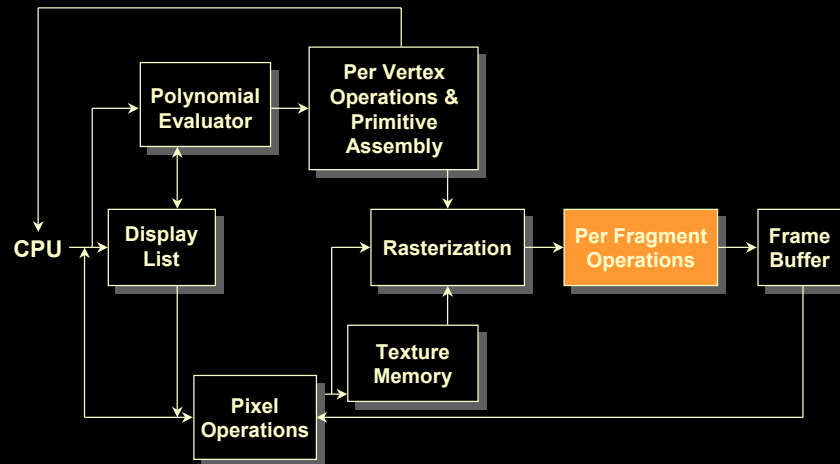 Per Vertex
Operations &
Primitive
Assembly
Polynomial
Evaluator
CPU
Display
List
Rasterization
Per Fragment
Operations
Frame
Buffer
Texture
Memory
Pixel
Operations